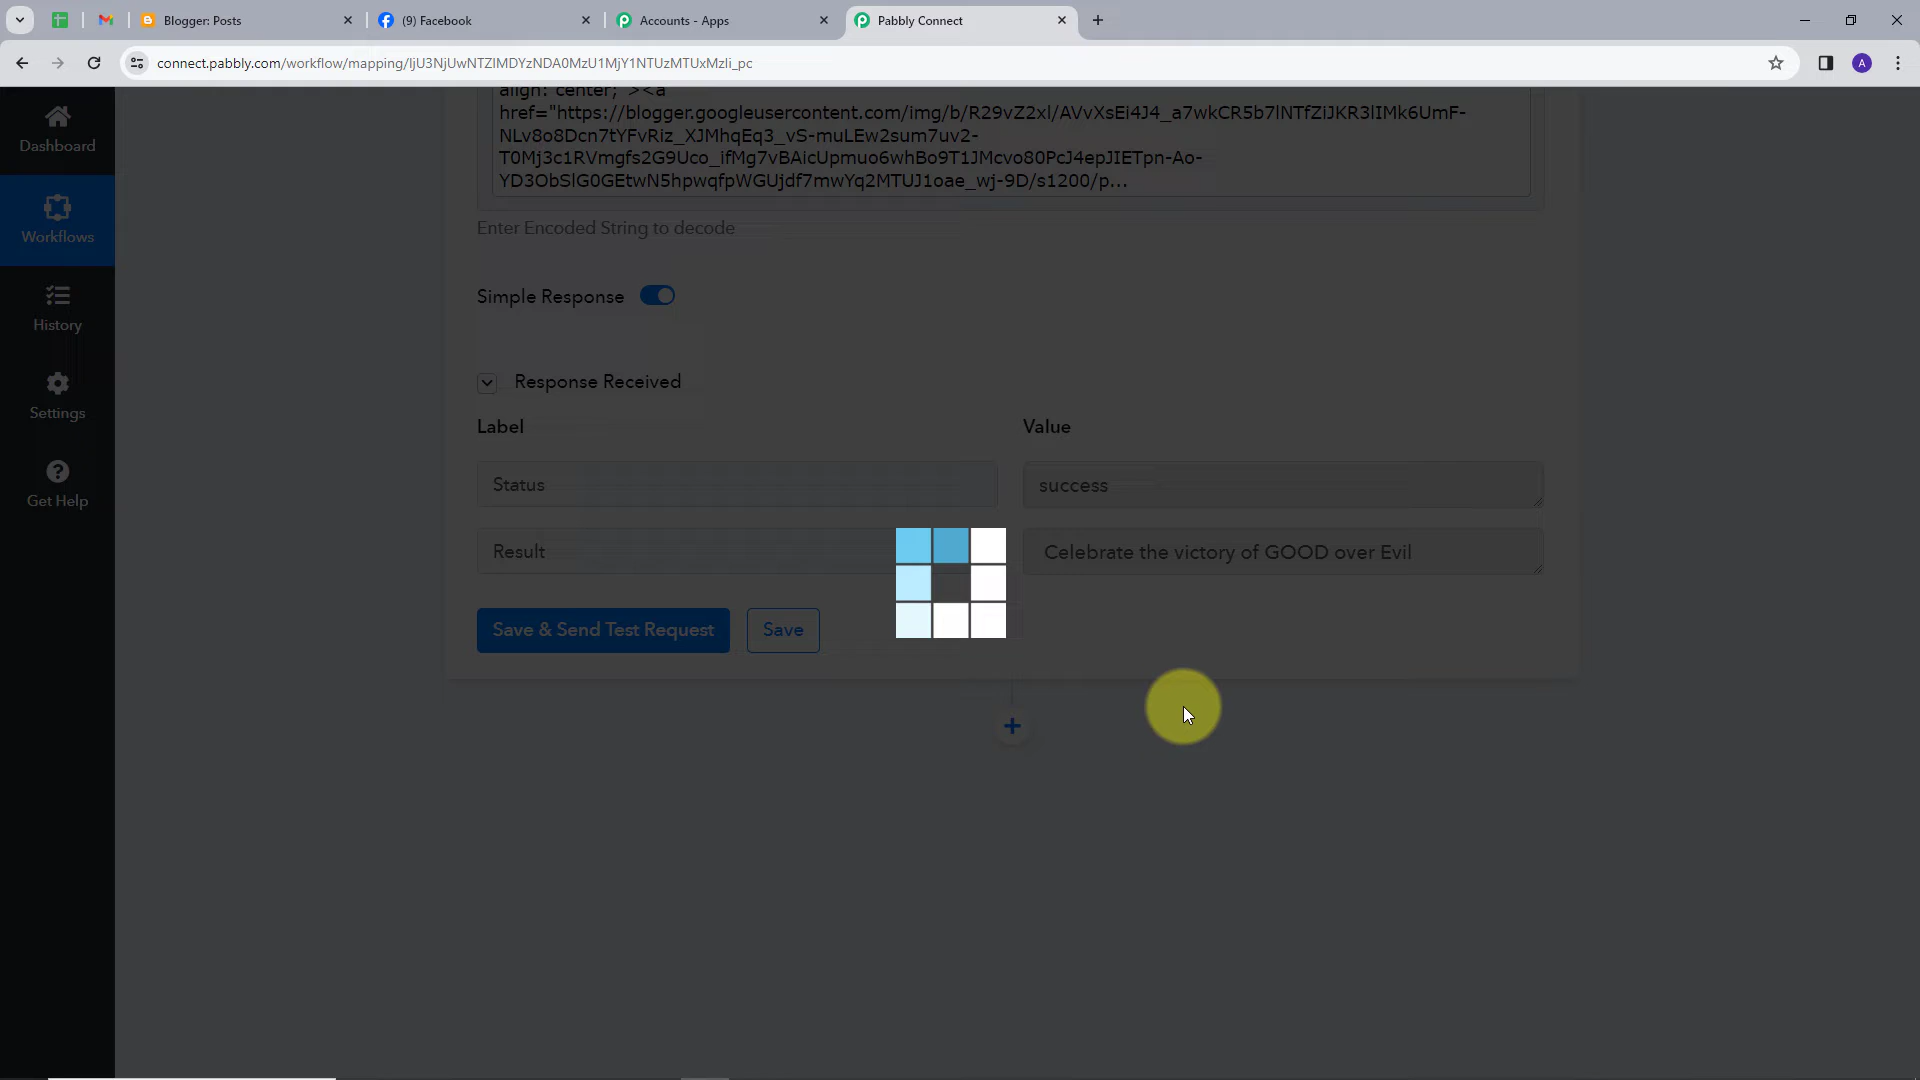 Blogger: Posts
(9) Facebook
Accounts - Apps
Pabbly Connect
connect.pabbly.com/workflow/mapping/IjU3NjUwNTZlMDYzNDA0MzU1MjY1NTUzMTUxMzIi_pc
Dashboard
Workflows
History
Settings
Get Help
align: center;"><a
href="https://blogger.googleusercontent.com/img/b/R29vZ2xl/AVvXsEi4J4_a7wkCR5b7lNTfZiJKR3lIMk6UmF-
NLv8o8Dcn7tYFvRiz_XJMhqEq3_vS-muLEw2sum7uv2-
T0Mj3c1RVmgfs2G9Uco_ifMg7vBAicUpmuo6whBo9T1JMcvo80PcJ4epJIETpn-Ao-
YD3ObSlG0GEtwN5hpwqfpWGUjdf7mwYq2MTUJ1oae_wj-9D/s1200/p...
Enter Encoded String to decode
Simple Response
Response Received
Label
Value
Status
success
Result
Celebrate the victory of GOOD over Evil
Save & Send Test Request
Save
A